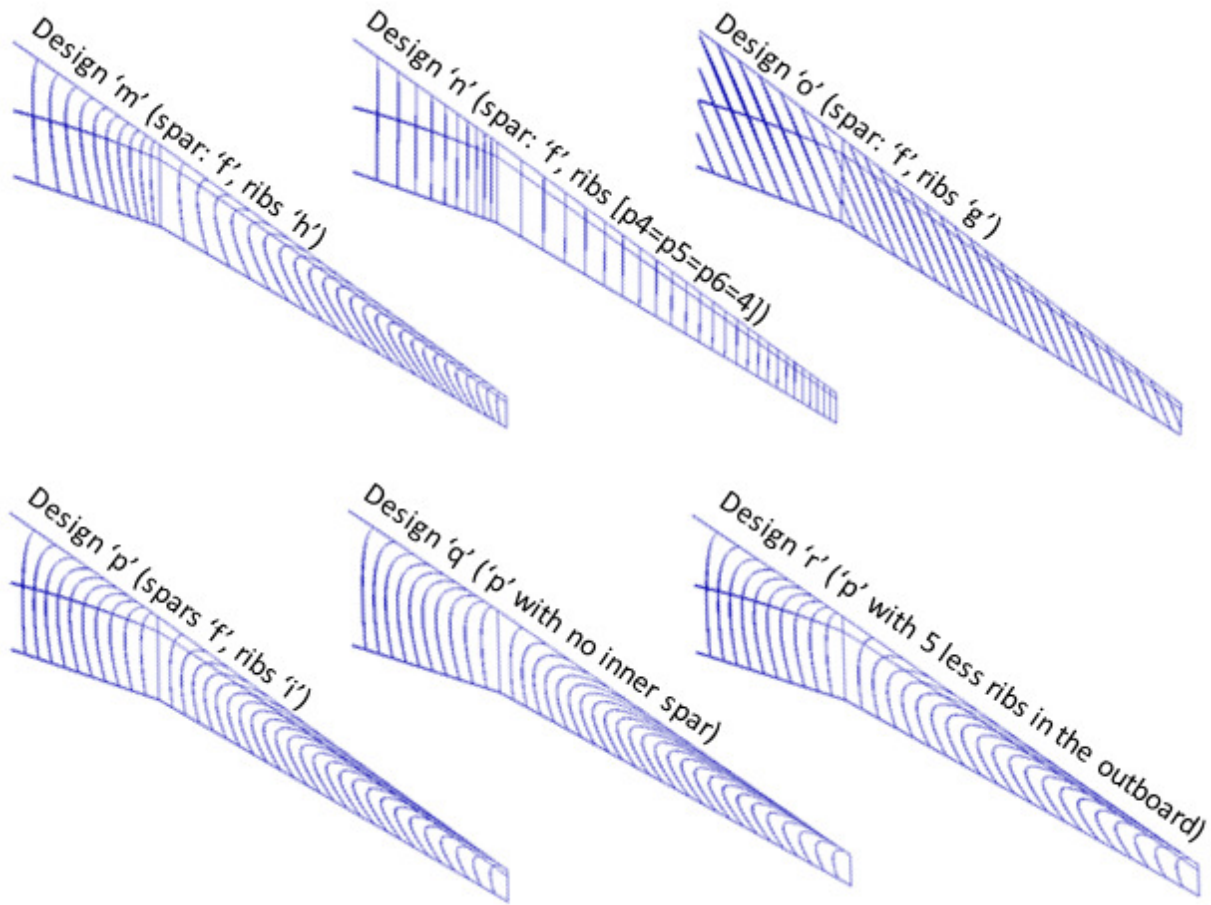 Design ‘m’ (spar: ‘f’, ribs ‘h’)
Design ‘n’ (spar: ‘f’, ribs [p4=p5=p6=4])
Design ‘o’ (spar: ‘f’, ribs ‘g’)
Design ‘p’ (spars ‘f’, ribs ‘i’)
Design ‘q’ (‘p’ with no inner spar)
Design ‘r’ (‘p’ with 5 less ribs in the outboard)